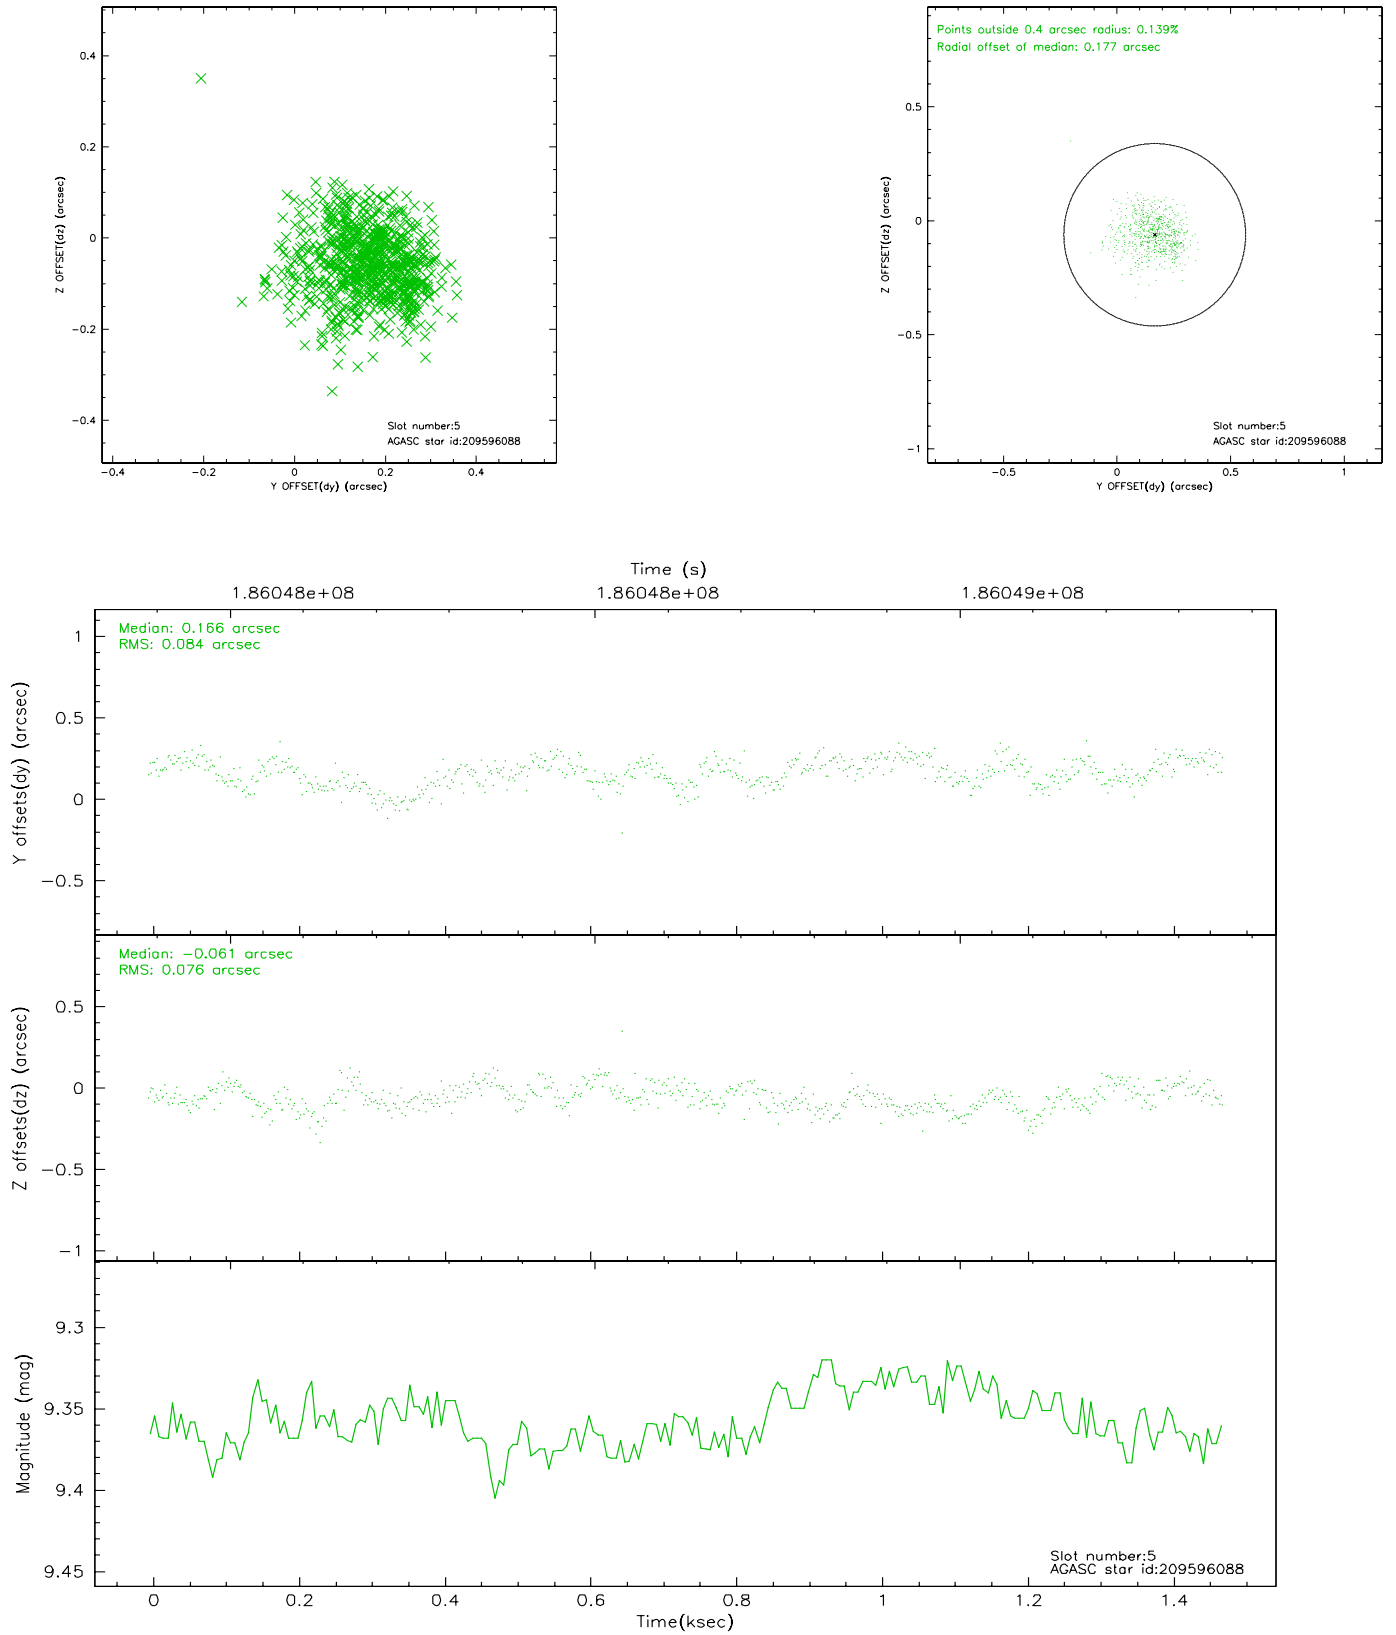 0.4
0.2
0
−0.2
−0.4
Z OFFSET(dz) (arcsec)
Slot number:5
AGASC star id:209596088
−0.4 −0.2 0 0.2 0.4
Y OFFSET(dy) (arcsec)
Points outside 0.4 arcsec radius: 0.139%
Radial offset of median: 0.177 arcsec
0.5
0
−0.5
−1
Z OFFSET(dz) (arcsec)
Slot number:5
AGASC star id:209596088
−0.5 0 0.5 1
Y OFFSET(dy) (arcsec)
Time (s)
1.86048e+08 1.86048e+08 1.86049e+08
Median: 0.166 arcsec
RMS: 0.084 arcsec
1
0.5
0
−0.5
Y offsets(dy) (arcsec)
Median: −0.061 arcsec
RMS: 0.076 arcsec
0.5
0
−0.5
−1
Z offsets(dz) (arcsec)
9.3
9.35
9.4
9.45
Magnitude (mag)
Slot number:5
AGASC star id:209596088
0 0.2 0.4 0.6 0.8 1 1.2 1.4
Time(ksec)